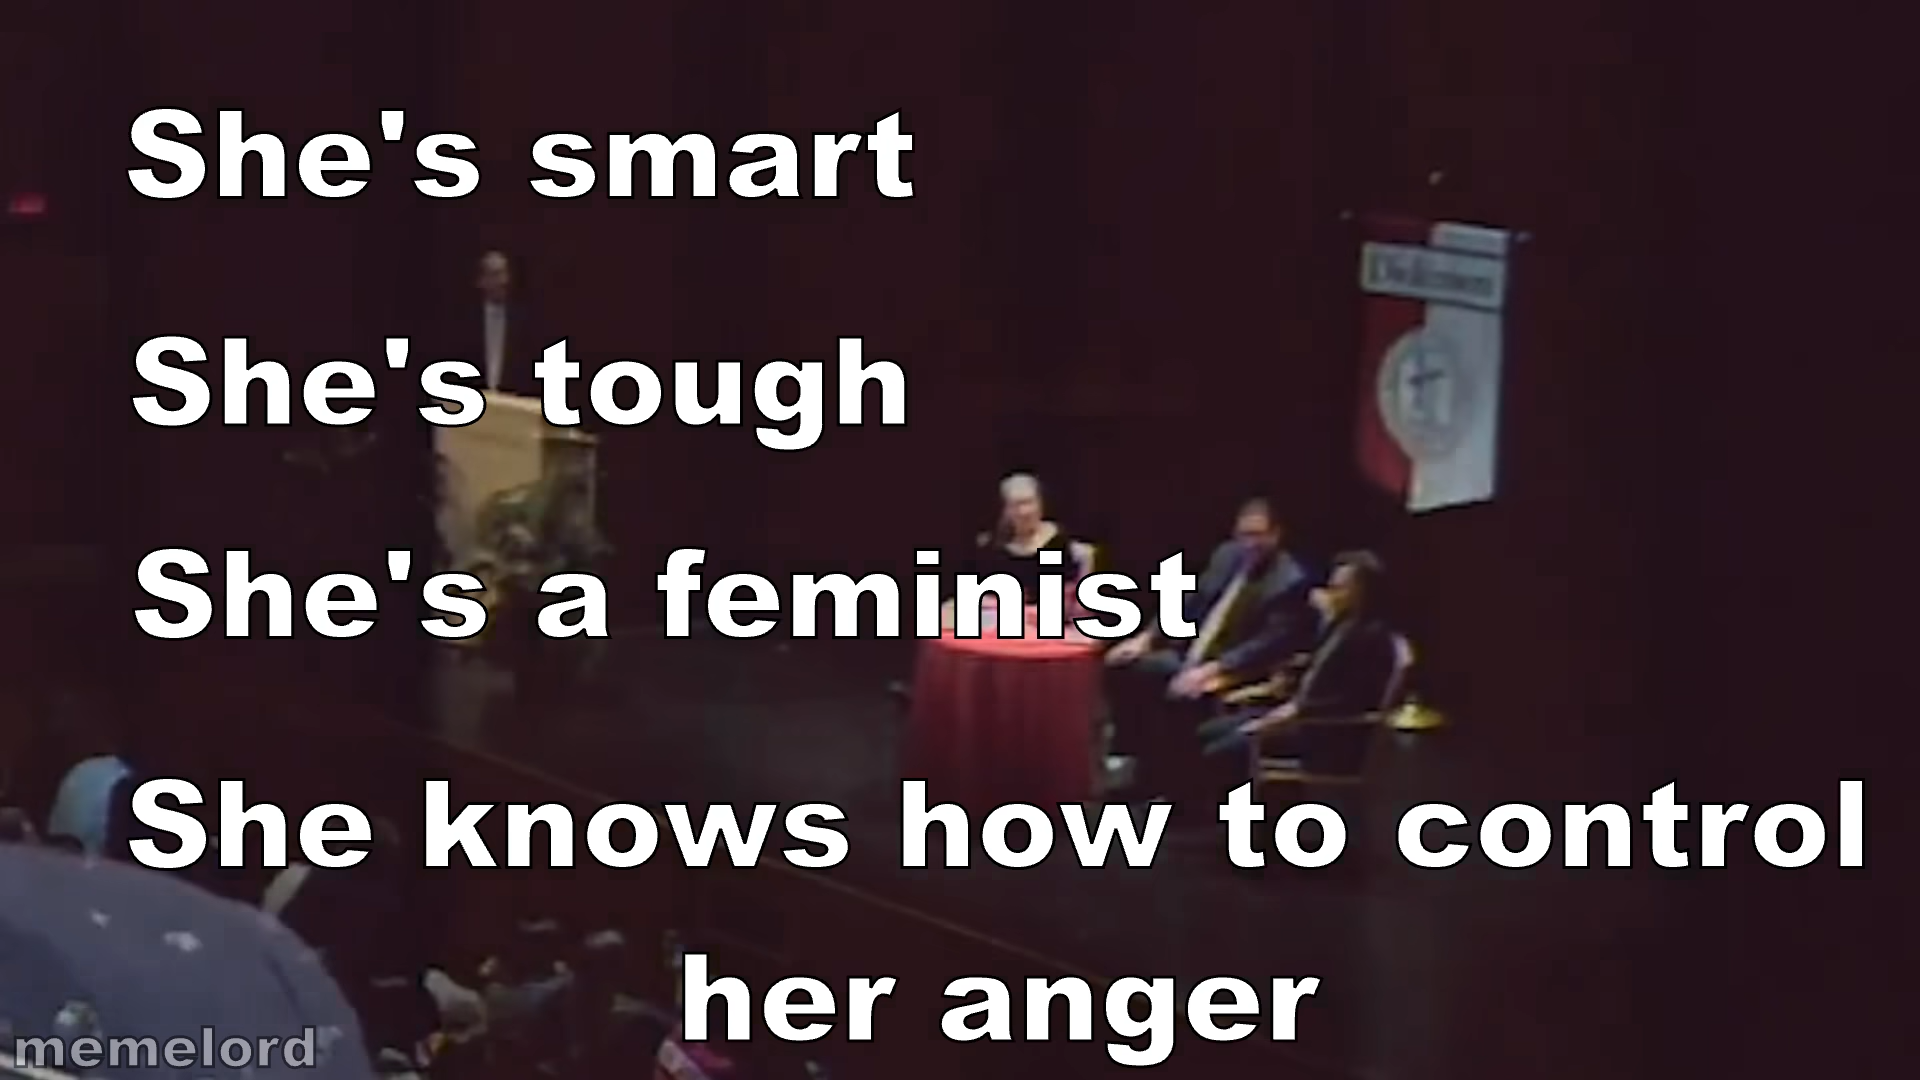 She's smart
She's tough
She's a feminist
She knows how to control
her anger
memelord